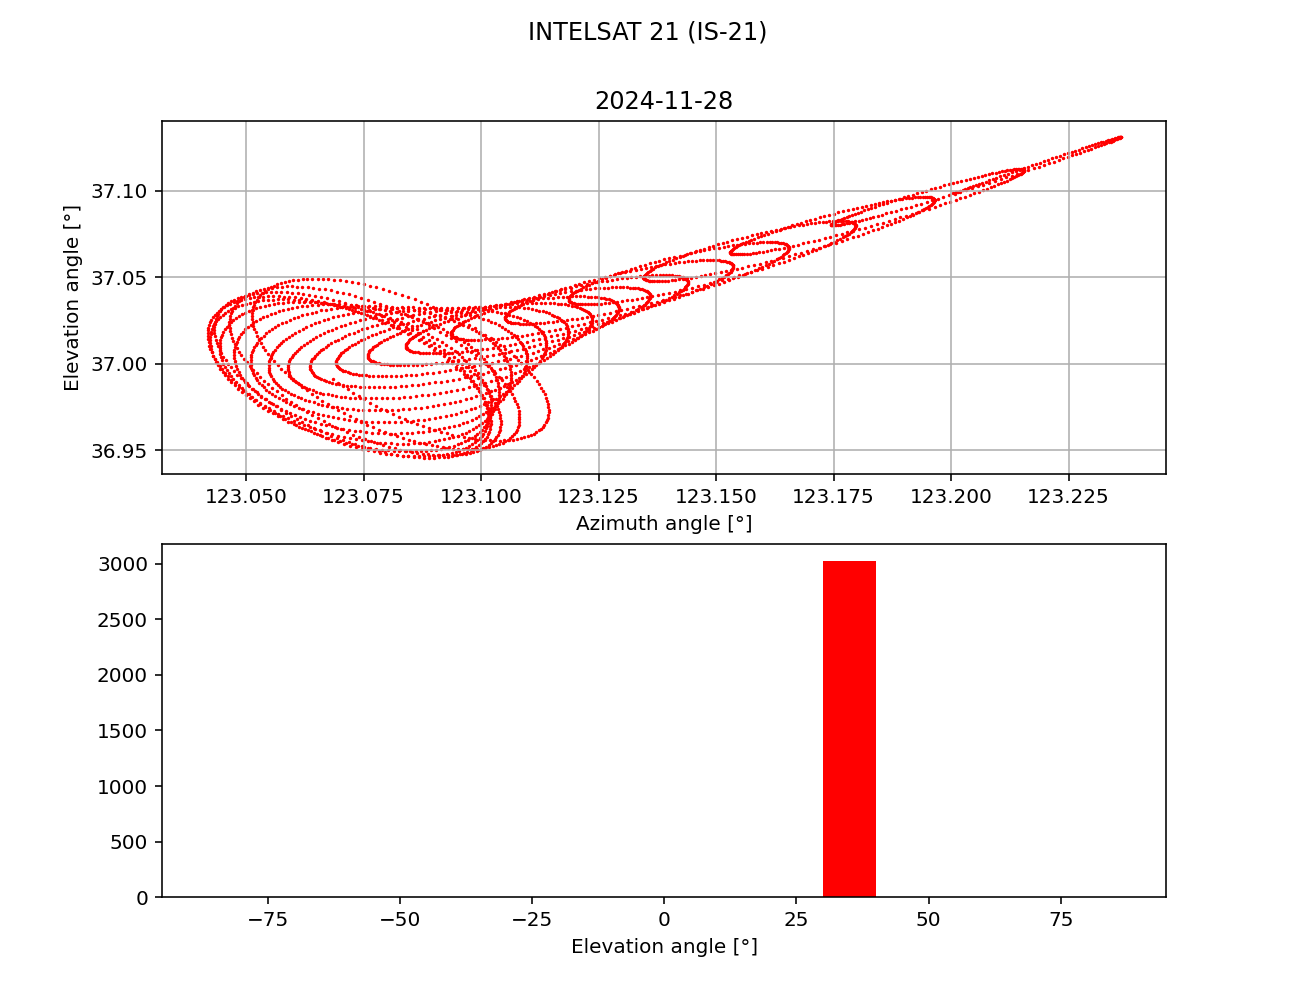 INTELSAT 21 (IS-21)
2024-11-28
Elevation angle [°]
37.10
37.05
37.00
36.95
123.050 123.075 123.100 123.125 123.150 123.175 123.200 123.225
Azimuth angle [°]
3000
2500
2000
1500
1000
500
0
−75 −50 −25 0 25 50 75
Elevation angle [°]